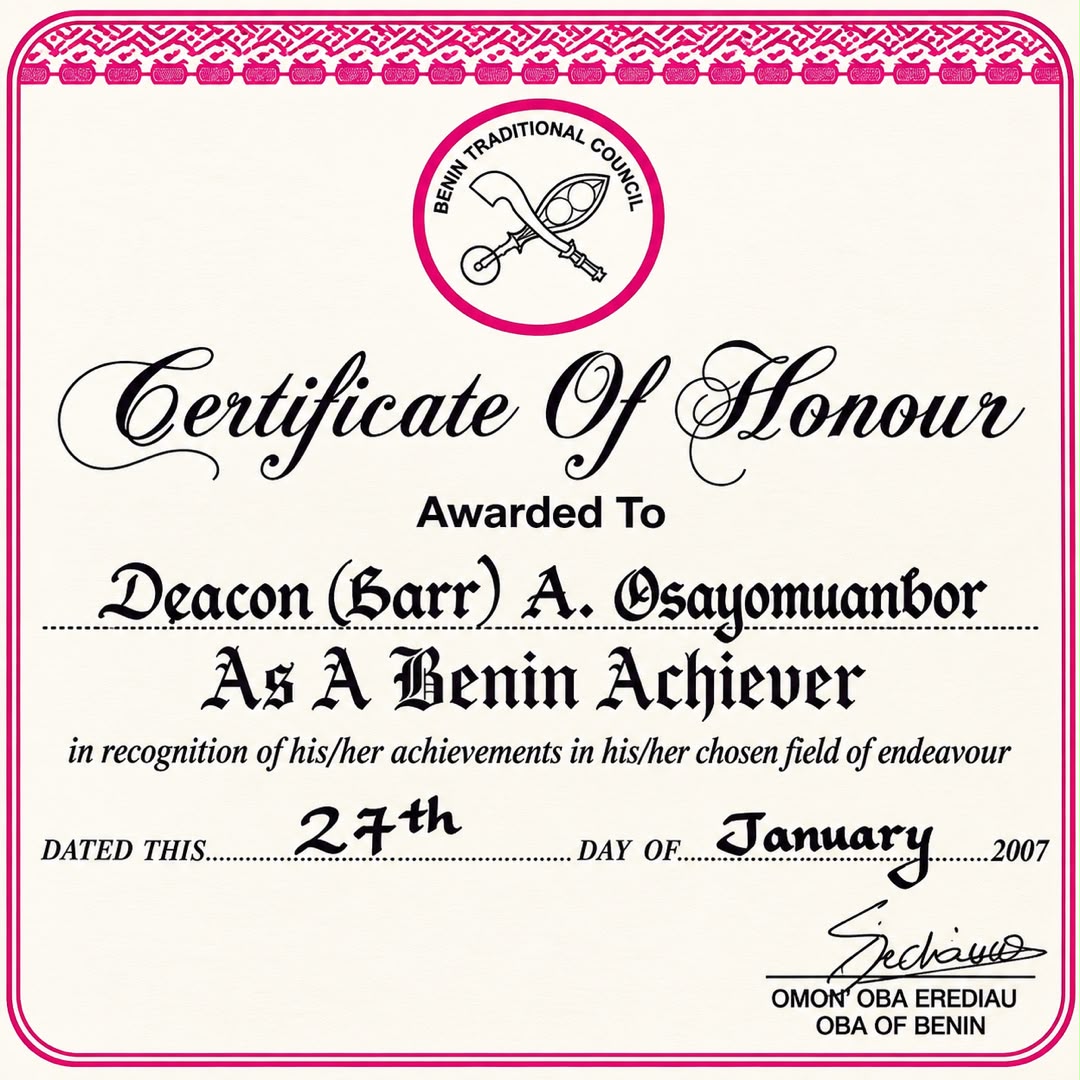 BENIN TRADITIONAL COUNCIL
Certificate Of Honour
Awarded To
Deacon (Barr) A. Osayomuanbor
As A Benin Achiever
in recognition of his/her achievements in his/her chosen field of endeavour
DATED THIS 27th DAY OF January 2007
OMON' OBA EREDIAU
OBA OF BENIN